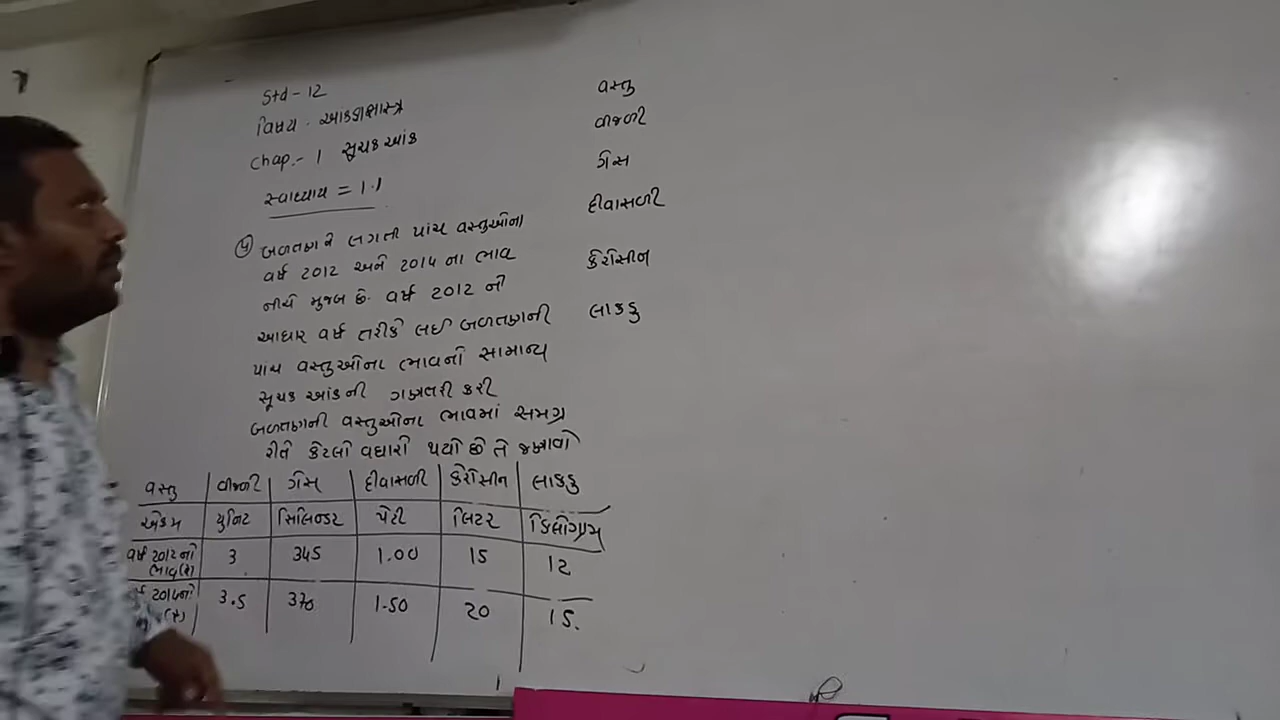 Std - 12
વિષય - આંકડાશાસ્ત્ર
Chap. - 1 સૂચક આંક
સ્વાધ્યાય = 1.1
(૫) બળતણને લગતી પાંચ વસ્તુઓના
વર્ષ 2012 અને 2014 ના ભાવ
નીચે મુજબ છે. વર્ષ 2012 ને
આધાર વર્ષ તરીકે લઈ બળતણની
પાંચ વસ્તુઓના ભાવનો સામાન્ય
સૂચક આંકની ગણતરી કરી
બળતણની વસ્તુઓના ભાવમાં સમગ્ર
રીતે કેટલો વધારો થયો છે તે જણાવો
વસ્તુ વીજળી ગેસ દીવાસળી કેરોસીન લાકડુ
એકમ યુનિટ સિલિન્ડર પેટી લિટર કિલોગ્રામ
વર્ષ 2012નો ભાવ(₹) 3 345 1.00 15 12
2014નો (₹) 3.5 370 1.50 20 15.
વસ્તુ
વીજળી
ગેસ
દીવાસળી
કેરોસીન
લાકડુ